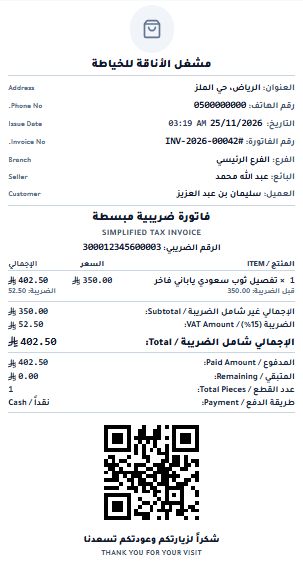 مشغل الأناقة للخياطة
العنوان: الرياض، حي الملز Address
رقم الهاتف: 0500000000 Phone No.
التاريخ: 25/11/2026 03:19 AM Issue Date
رقم الفاتورة: INV-2026-00042# Invoice No.
الفرع: الفرع الرئيسي Branch
البائع: عبد الله محمد Seller
العميل: سليمان بن عبد العزيز Customer
فاتورة ضريبية مبسطة
SIMPLIFIED TAX INVOICE
الرقم الضريبي: 300012345600003
المنتج / ITEM السعر الإجمالي
1 × تفصيل ثوب سعودي ياباني فاخر 350.00 402.50
قبل الضريبة: 350.00 الضريبة: 52.50
الإجمالي غير شامل الضريبة / Subtotal: 350.00
الضريبة (15%) / VAT Amount: 52.50
الإجمالي شامل الضريبة / Total: 402.50
المدفوع / Paid Amount: 402.50
المتبقي / Remaining: 0.00
عدد القطع / Total Pieces: 1
طريقة الدفع / Payment: نقداً / Cash
شكراً لزيارتكم وعودتكم تسعدنا
THANK YOU FOR YOUR VISIT